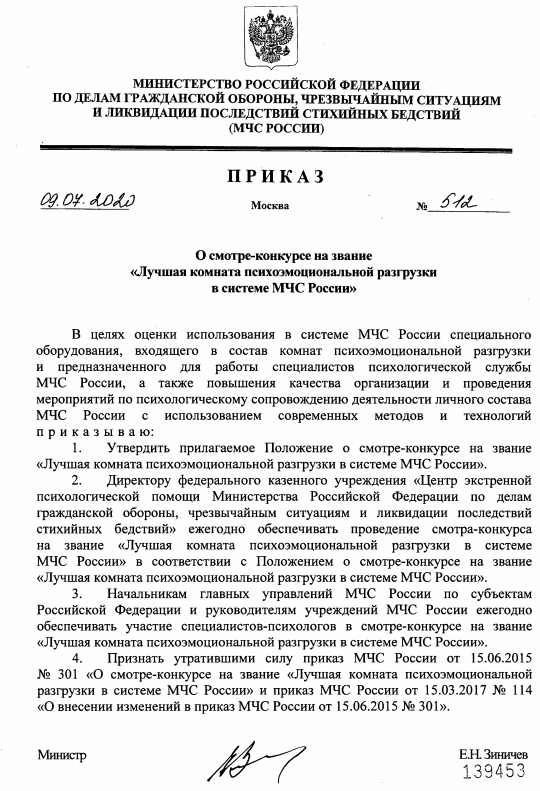 МИНИСТЕРСТВО РОССИЙСКОЙ ФЕДЕРАЦИИ
ПО ДЕЛАМ ГРАЖДАНСКОЙ ОБОРОНЫ, ЧРЕЗВЫЧАЙНЫМ СИТУАЦИЯМ
И ЛИКВИДАЦИИ ПОСЛЕДСТВИЙ СТИХИЙНЫХ БЕДСТВИЙ
(МЧС РОССИИ)
ПРИКАЗ
09.07.2020 Москва № 512
О смотре-конкурсе на звание
«Лучшая комната психоэмоциональной разгрузки
в системе МЧС России»
В целях оценки использования в системе МЧС России специального
оборудования, входящего в состав комнат психоэмоциональной разгрузки
и предназначенного для работы специалистов психологической службы
МЧС России, а также повышения качества организации и проведения
мероприятий по психологическому сопровождению деятельности личного состава
МЧС России с использованием современных методов и технологий
п р и к а з ы в а ю:
1. Утвердить прилагаемое Положение о смотре-конкурсе на звание
«Лучшая комната психоэмоциональной разгрузки в системе МЧС России».
2. Директору федерального казенного учреждения «Центр экстренной
психологической помощи Министерства Российской Федерации по делам
гражданской обороны, чрезвычайным ситуациям и ликвидации последствий
стихийных бедствий» ежегодно обеспечивать проведение смотра-конкурса
на звание «Лучшая комната психоэмоциональной разгрузки в системе
МЧС России» в соответствии с Положением о смотре-конкурсе на звание
«Лучшая комната психоэмоциональной разгрузки в системе МЧС России».
3. Начальникам главных управлений МЧС России по субъектам
Российской Федерации и руководителям учреждений МЧС России ежегодно
обеспечивать участие специалистов-психологов в смотре-конкурсе на звание
«Лучшая комната психоэмоциональной разгрузки в системе МЧС России».
4. Признать утратившими силу приказ МЧС России от 15.06.2015
№ 301 «О смотре-конкурсе на звание «Лучшая комната психоэмоциональной
разгрузки в системе МЧС России» и приказ МЧС России от 15.03.2017 № 114
«О внесении изменений в приказ МЧС России от 15.06.2015 № 301».
Министр Е.Н. Зиничев
139453